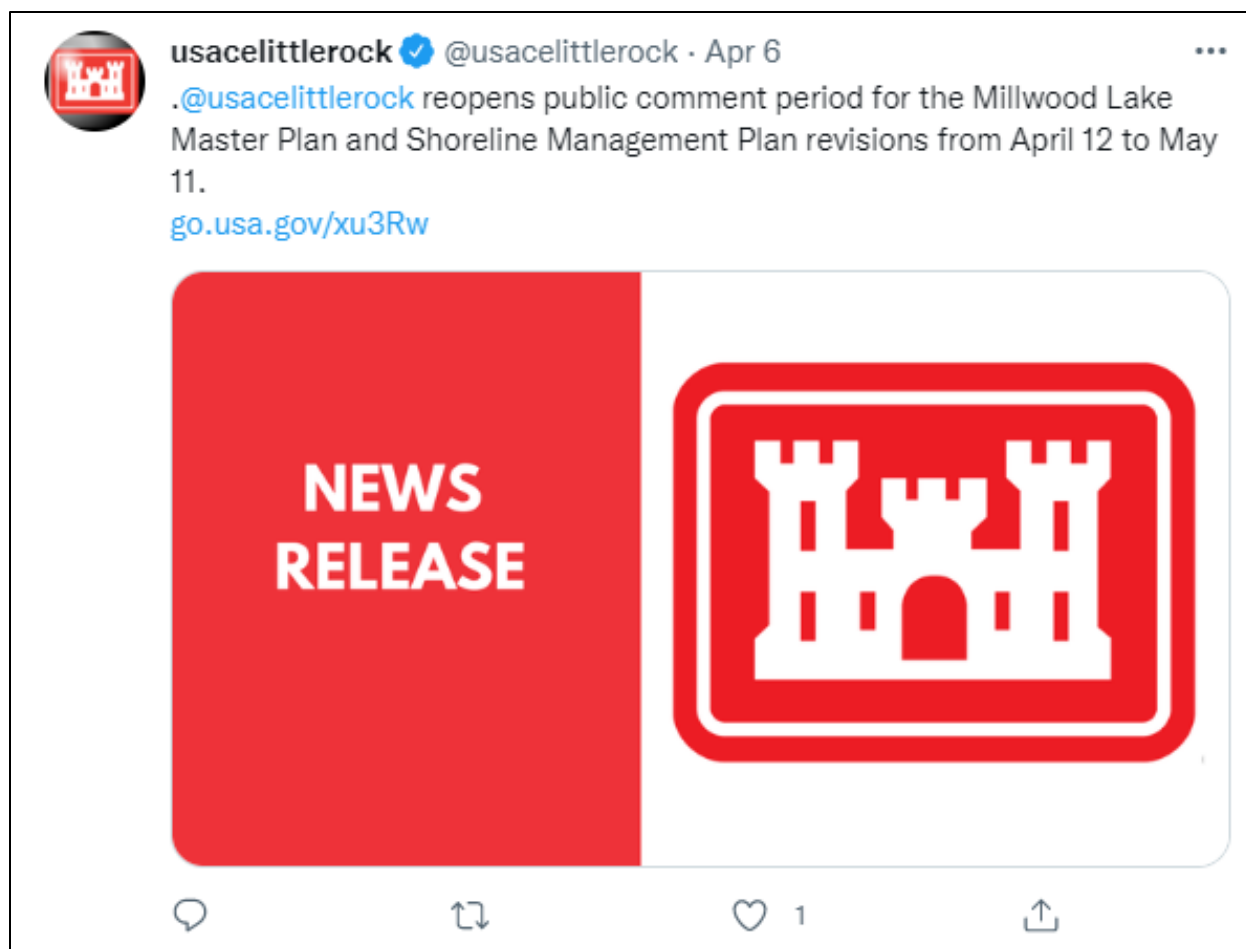 usacelittlerock @usacelittlerock · Apr 6
.@usacelittlerock reopens public comment period for the Millwood Lake
Master Plan and Shoreline Management Plan revisions from April 12 to May
11.
go.usa.gov/xu3Rw
NEWS
RELEASE
1